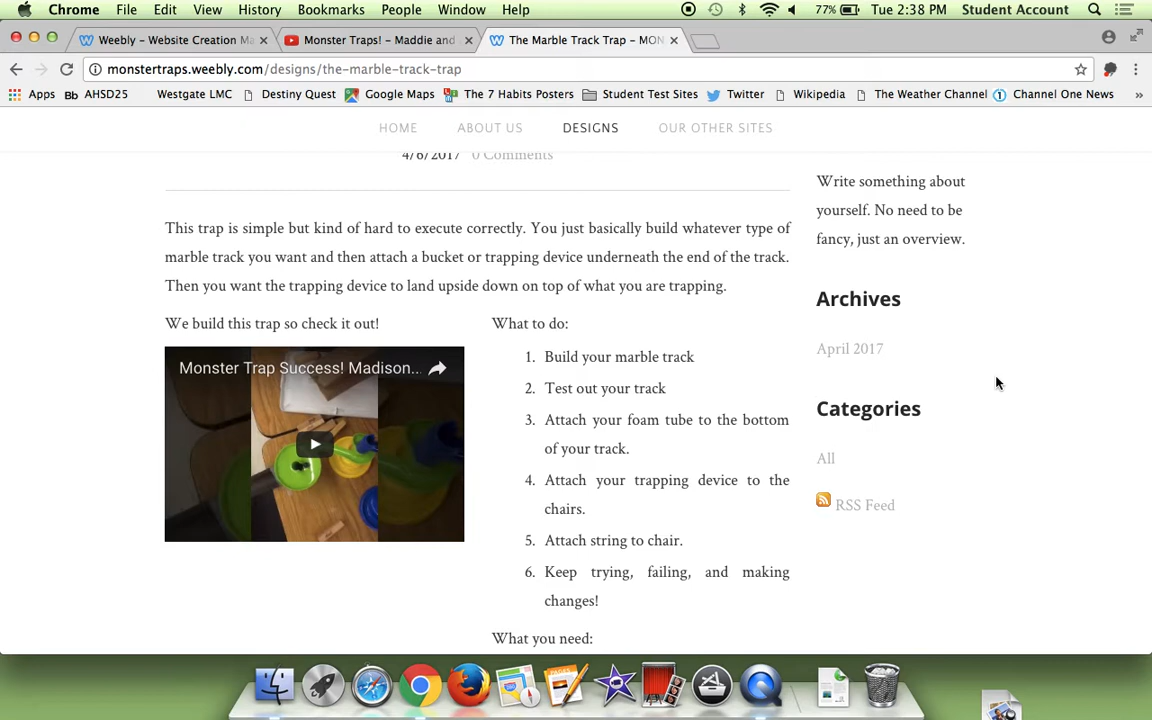 Chrome File Edit View History Bookmarks People Window Help 77% Tue 2:38 PM Student Account
Weebly - Website Creation Ma Monster Traps! - Maddie and The Marble Track Trap - MON
monstertraps.weebly.com/designs/the-marble-track-trap
Apps Bb AHSD25 Westgate LMC Destiny Quest Google Maps The 7 Habits Posters Student Test Sites Twitter Wikipedia The Weather Channel 1 Channel One News »
HOME ABOUT US DESIGNS OUR OTHER SITES
4/6/2017 0 Comments
This trap is simple but kind of hard to execute correctly. You just basically build whatever type of
marble track you want and then attach a bucket or trapping device underneath the end of the track.
Then you want the trapping device to land upside down on top of what you are trapping.
We build this trap so check it out!
Monster Trap Success! Madison...
What to do:
1. Build your marble track
2. Test out your track
3. Attach your foam tube to the bottom
of your track.
4. Attach your trapping device to the
chairs.
5. Attach string to chair.
6. Keep trying, failing, and making
changes!
What you need:
Write something about
yourself. No need to be
fancy, just an overview.
Archives
April 2017
Categories
All
RSS Feed